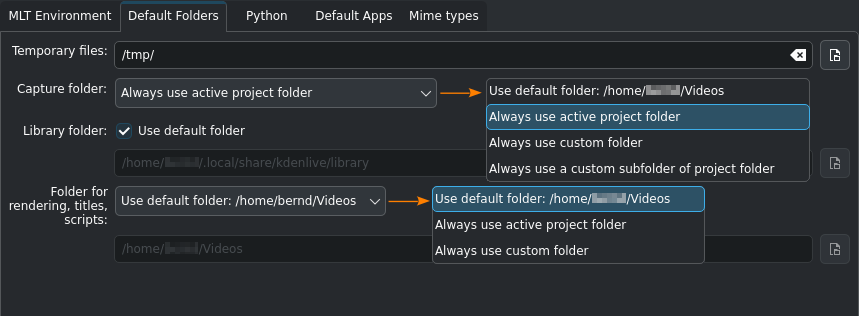 MLT Environment Default Folders Python Default Apps Mime types
Temporary files: /tmp/
Capture folder: Always use active project folder
Use default folder: /home/ /Videos
Always use active project folder
Always use custom folder
Always use a custom subfolder of project folder
Library folder: Use default folder
/home/ /.local/share/kdenlive/library
Folder for
rendering, titles,
scripts:
Use default folder: /home/bernd/Videos
Use default folder: /home/ /Videos
Always use active project folder
Always use custom folder
/home/ /Videos